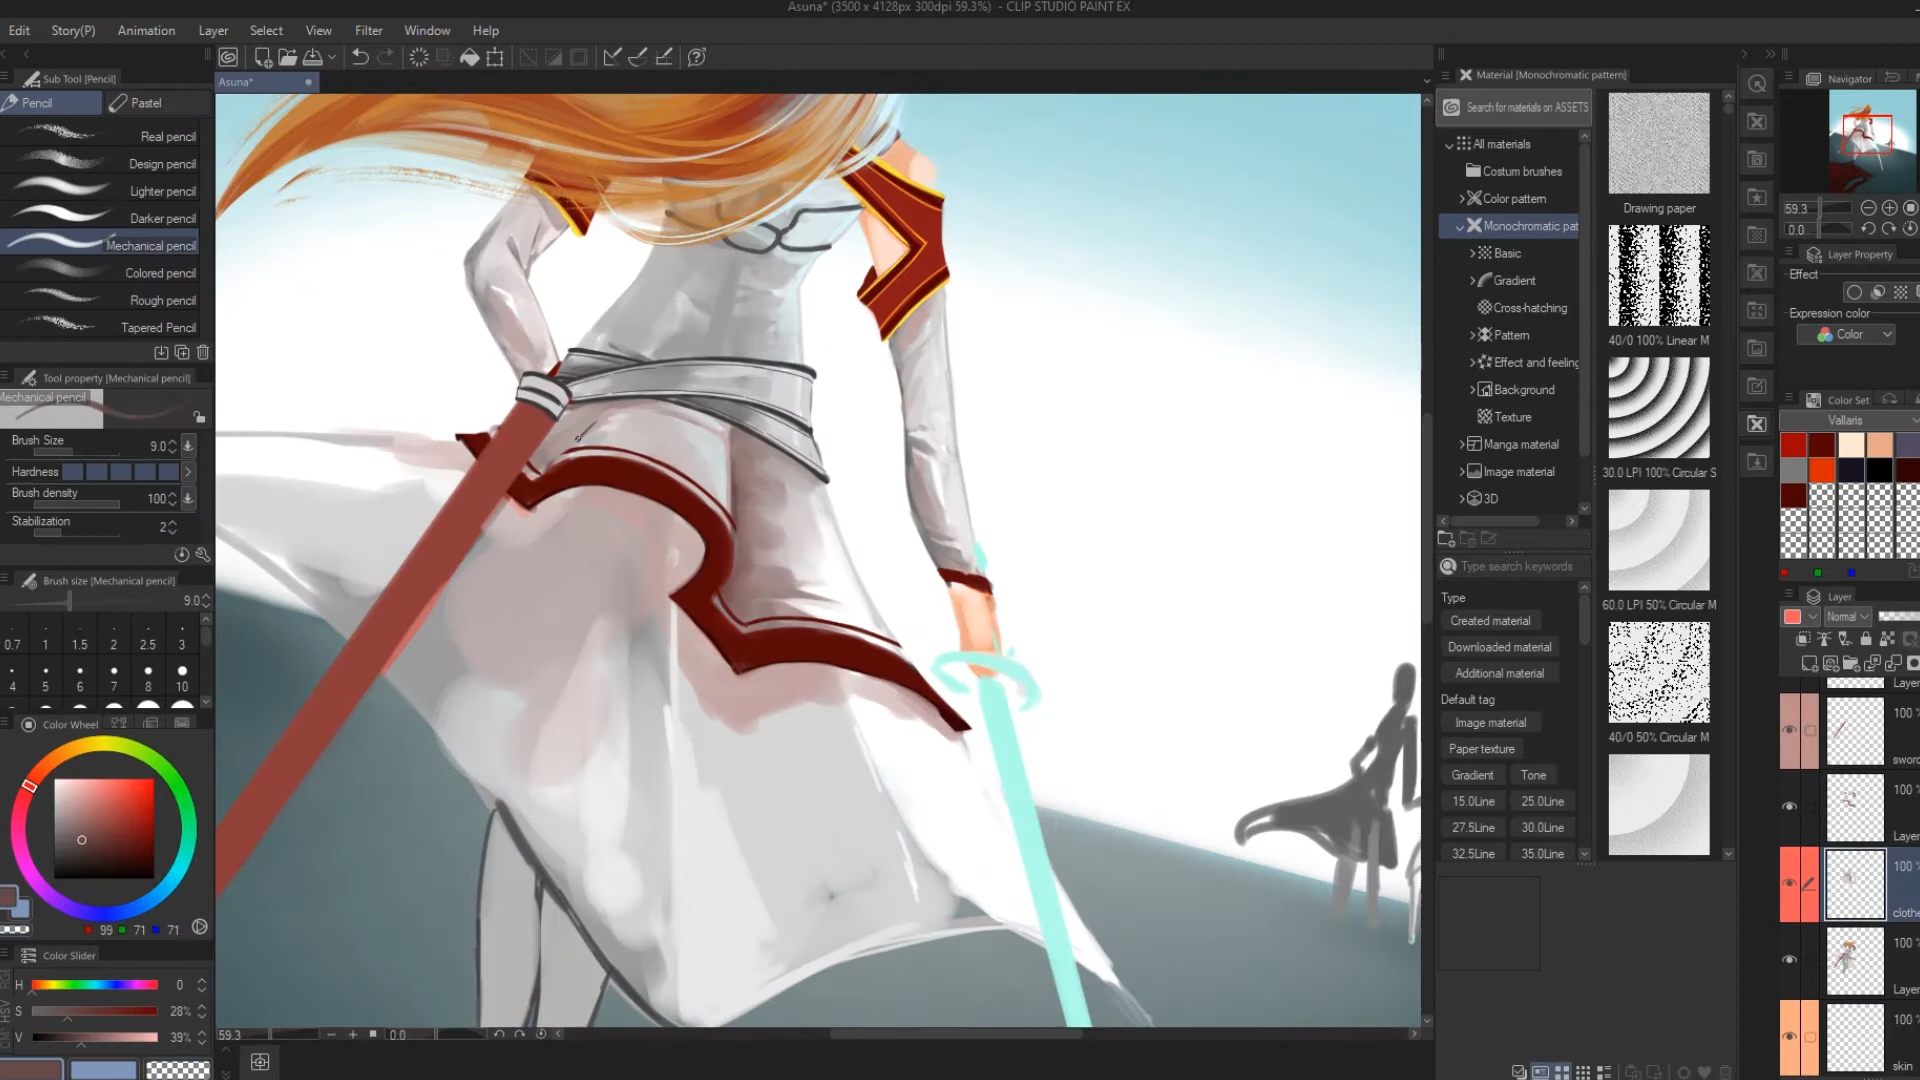 Asuna* (3500 x 4128px 300dpi 59.3%) - CLIP STUDIO PAINT EX
Edit Story(P) Animation Layer Select View Filter Window Help
Sub Tool [Pencil]
Pencil Pastel
Real pencil
Design pencil
Lighter pencil
Darker pencil
Mechanical pencil
Colored pencil
Rough pencil
Tapered Pencil
Tool property [Mechanical pencil]
Mechanical pencil
Brush Size 9.0
Hardness
Brush density 100
Stabilization 2
Brush size [Mechanical pencil]
9.0
0.7 1 1.5 2 2.5 3
4 5 6 7 8 10
Color Wheel
99 71 71
Color Slider
H 0
S 28%
V 39%
Asuna*
59.3 0.0
Material [Monochromatic pattern]
Search for materials on ASSETS
All materials
Costum brushes
Color pattern
Monochromatic pat
Basic
Gradient
Cross-hatching
Pattern
Effect and feeling
Background
Texture
Manga material
Image material
3D
Type search keywords
Type
Created material
Downloaded material
Additional material
Default tag
Image material
Paper texture
Gradient Tone
15.0Line 25.0Line
27.5Line 30.0Line
32.5Line 35.0Line
Drawing paper
40/0 100% Linear M
30.0 LPI 100% Circular S
60.0 LPI 50% Circular M
40/0 50% Circular M
Navigator
59.3
0.0
Layer Property
Effect
Expression color
Color
Color Set
Vallaris
Layer
Normal
Layer
100 %
sword
100 %
Layer
100 %
clothe
100 %
Layer
100 %
skin